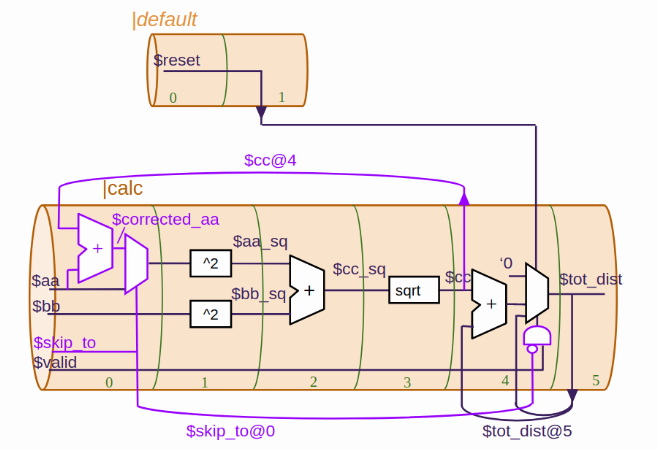 |default
$reset
0
1
$cc@4
|calc
$corrected_aa
+
$aa_sq
^2
$aa
$bb
$bb_sq
^2
+
$cc_sq
sqrt
$cc
+
‘0
$tot_dist
$skip_to
$valid
0
1
2
3
4
5
$skip_to@0
$tot_dist@5